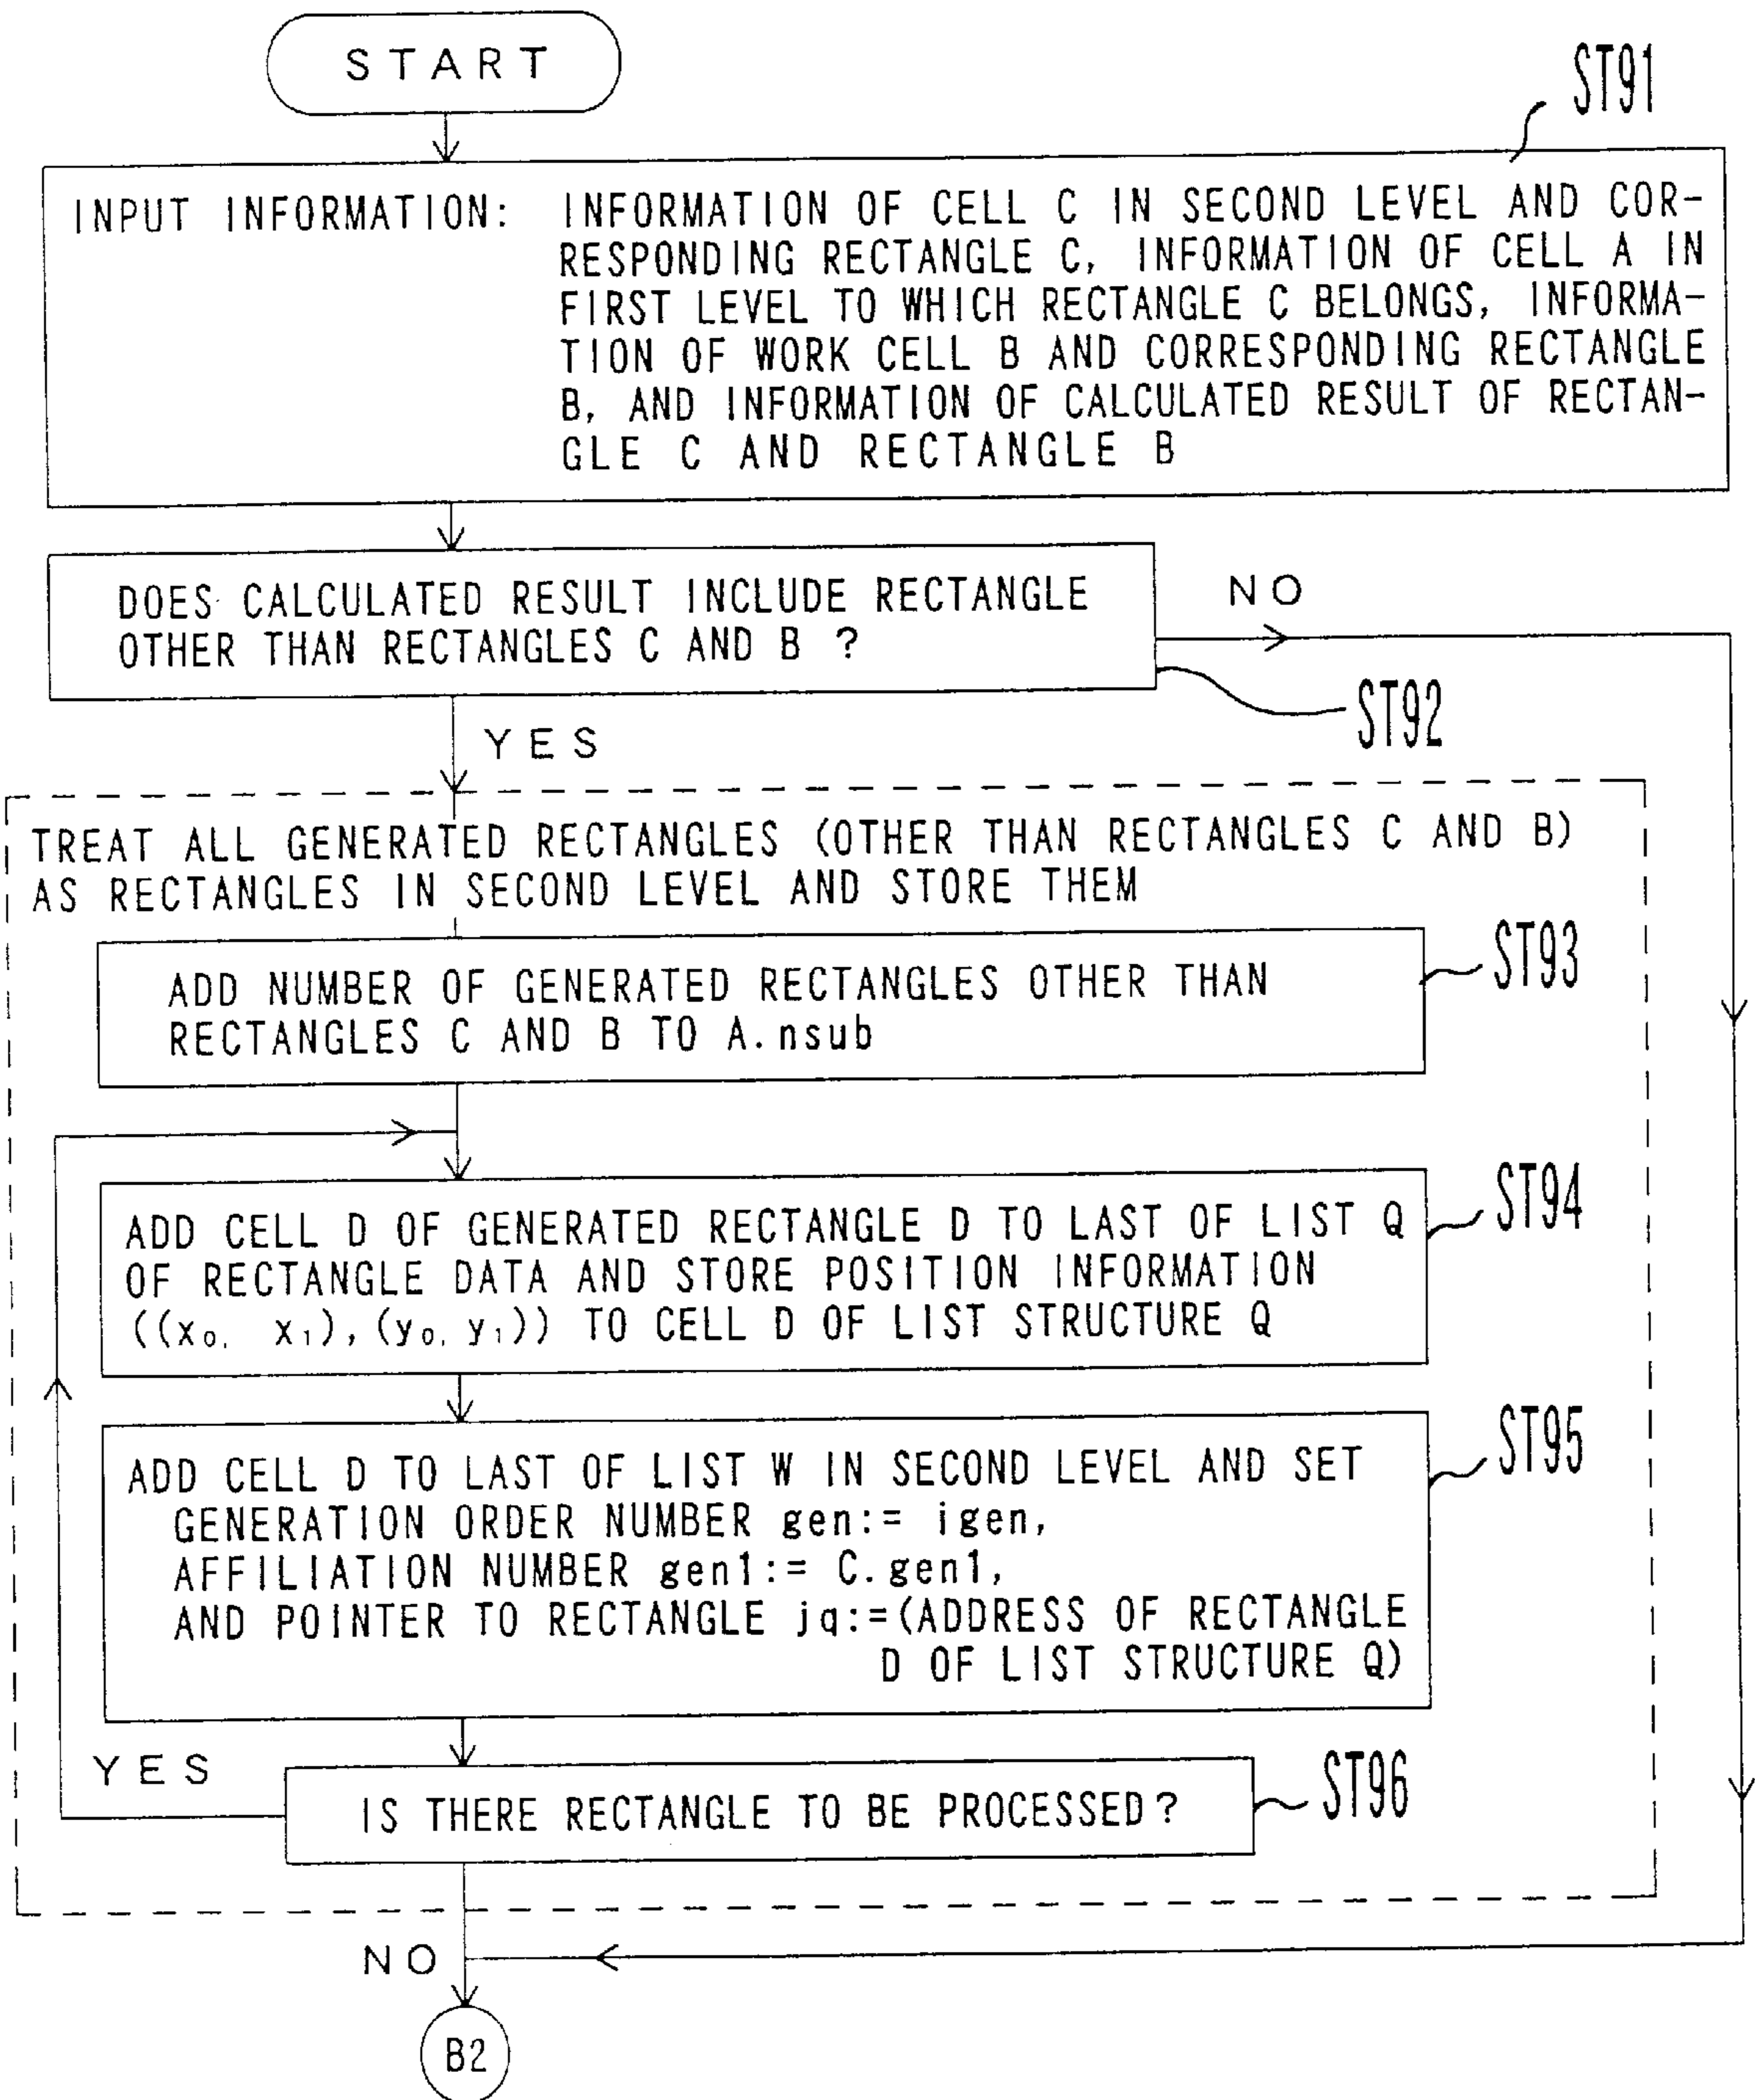 START
ST91
INPUT INFORMATION: INFORMATION OF CELL C IN SECOND LEVEL AND COR-
RESPONDING RECTANGLE C, INFORMATION OF CELL A IN
FIRST LEVEL TO WHICH RECTANGLE C BELONGS, INFORMA-
TION OF WORK CELL B AND CORRESPONDING RECTANGLE
B, AND INFORMATION OF CALCULATED RESULT OF RECTAN-
GLE C AND RECTANGLE B
DOES CALCULATED RESULT INCLUDE RECTANGLE
OTHER THAN RECTANGLES C AND B ?
NO
ST92
YES
TREAT ALL GENERATED RECTANGLES (OTHER THAN RECTANGLES C AND B)
AS RECTANGLES IN SECOND LEVEL AND STORE THEM
ST93
ADD NUMBER OF GENERATED RECTANGLES OTHER THAN
RECTANGLES C AND B TO A.nsub
ST94
ADD CELL D OF GENERATED RECTANGLE D TO LAST OF LIST Q
OF RECTANGLE DATA AND STORE POSITION INFORMATION
((x₀, x₁),(y₀, y₁)) TO CELL D OF LIST STRUCTURE Q
ST95
ADD CELL D TO LAST OF LIST W IN SECOND LEVEL AND SET
GENERATION ORDER NUMBER gen:= igen,
AFFILIATION NUMBER gen1:= C.gen1,
AND POINTER TO RECTANGLE jq:=(ADDRESS OF RECTANGLE
D OF LIST STRUCTURE Q)
YES
ST96
IS THERE RECTANGLE TO BE PROCESSED?
NO
B2